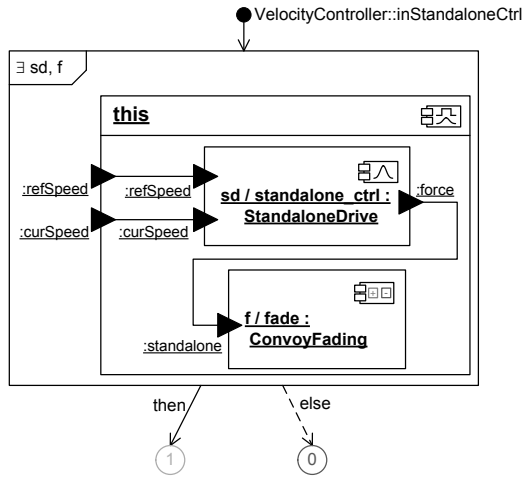 VelocityController::inStandaloneCtrl
∃ sd, f
this
:refSpeed
:refSpeed
sd / standalone_ctrl :
StandaloneDrive
:force
:curSpeed
:curSpeed
f / fade :
ConvoyFading
:standalone
then
else
1
0